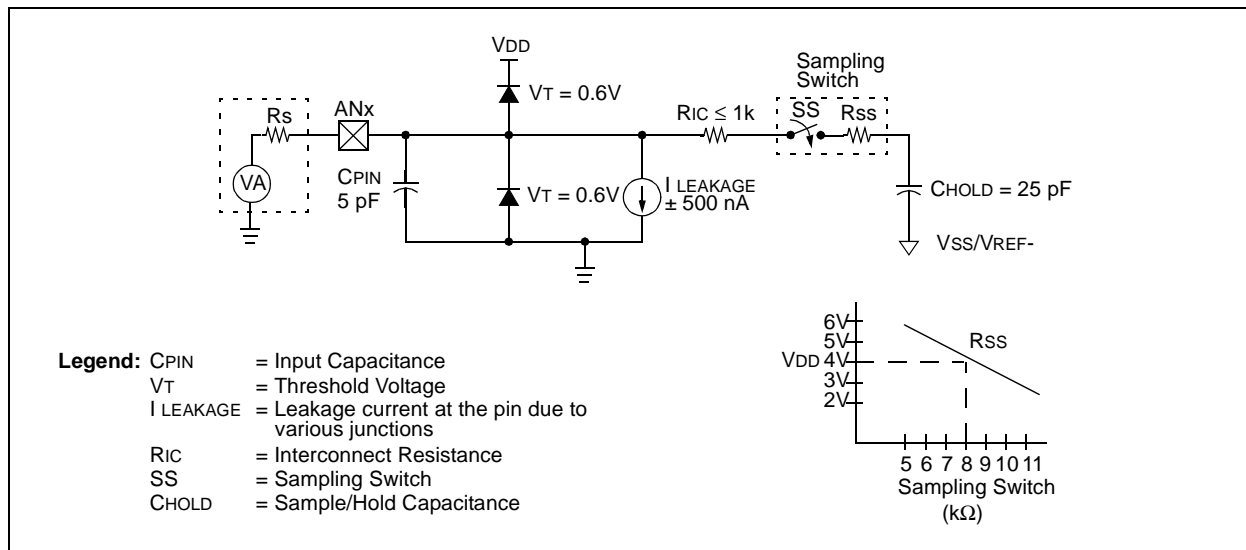 VDD
Sampling
Switch
VT = 0.6V
ANx
Rs
RIC ≤ 1k
SS
RSS
VA
CPIN
5 pF
VT = 0.6V
I LEAKAGE
± 500 nA
CHOLD = 25 pF
VSS/VREF-
Legend: CPIN = Input Capacitance
VT = Threshold Voltage
I LEAKAGE = Leakage current at the pin due to
various junctions
RIC = Interconnect Resistance
SS = Sampling Switch
CHOLD = Sample/Hold Capacitance
6V
5V
VDD 4V
3V
2V
RSS
5 6 7 8 9 10 11
Sampling Switch
(kΩ)